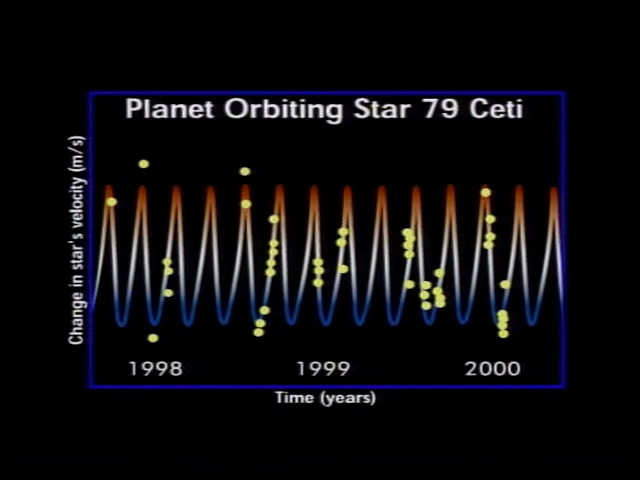 Planet Orbiting Star 79 Ceti
Change in star's velocity (m/s)
1998 1999 2000
Time (years)